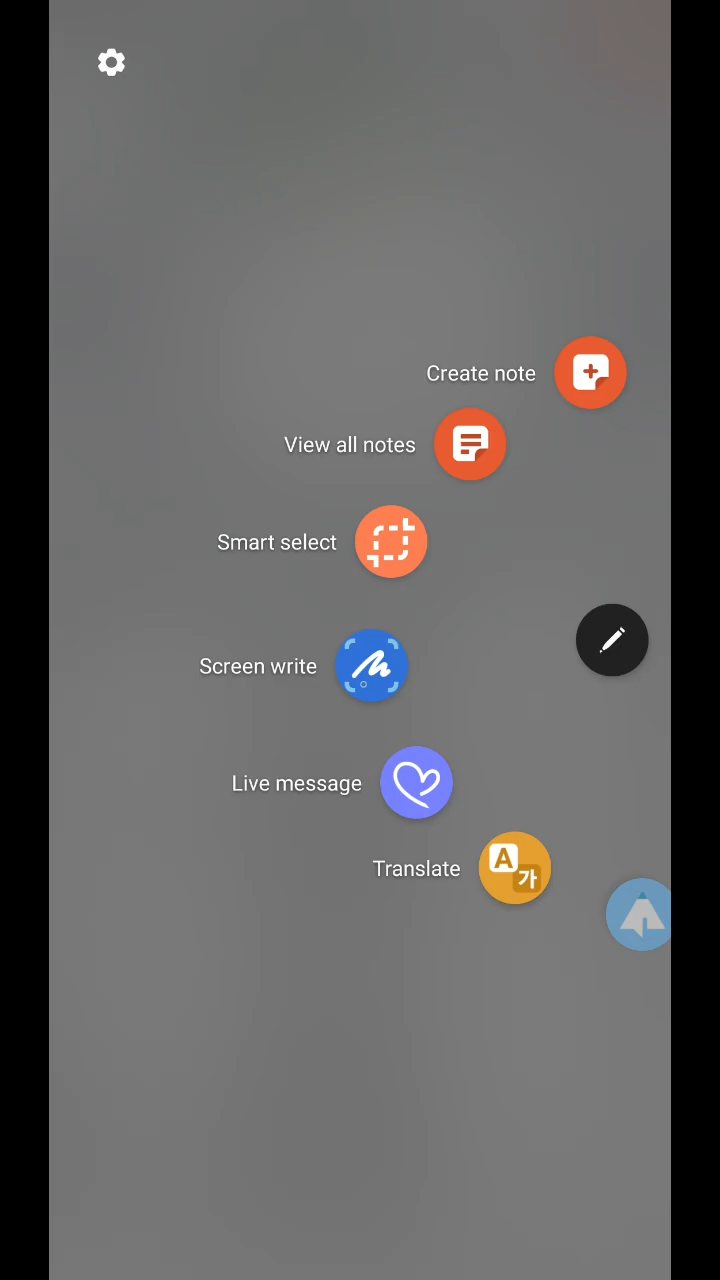 Create note
View all notes
Smart select
Screen write
Live message
Translate
A
가